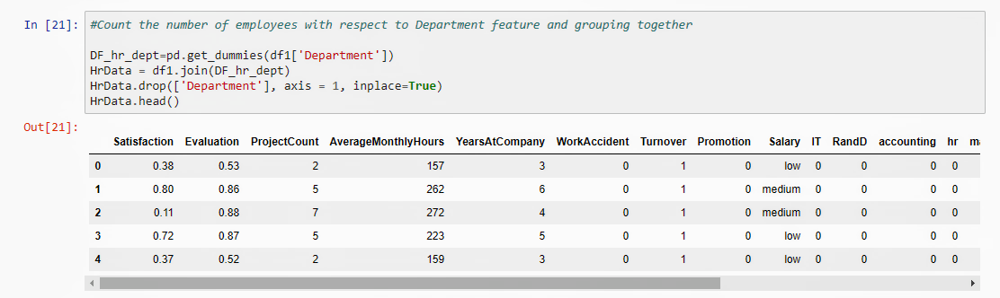 In [21]: #Count the number of employees with respect to Department feature and grouping together
DF_hr_dept=pd.get_dummies(df1['Department'])
HrData = df1.join(DF_hr_dept)
HrData.drop(['Department'], axis = 1, inplace=True)
HrData.head()
Out[21]:
Satisfaction Evaluation ProjectCount AverageMonthlyHours YearsAtCompany WorkAccident Turnover Promotion Salary IT RandD accounting hr
0 0.38 0.53 2 157 3 0 1 0 low 0 0 0 0
1 0.80 0.86 5 262 6 0 1 0 medium 0 0 0 0
2 0.11 0.88 7 272 4 0 1 0 medium 0 0 0 0
3 0.72 0.87 5 223 5 0 1 0 low 0 0 0 0
4 0.37 0.52 2 159 3 0 1 0 low 0 0 0 0